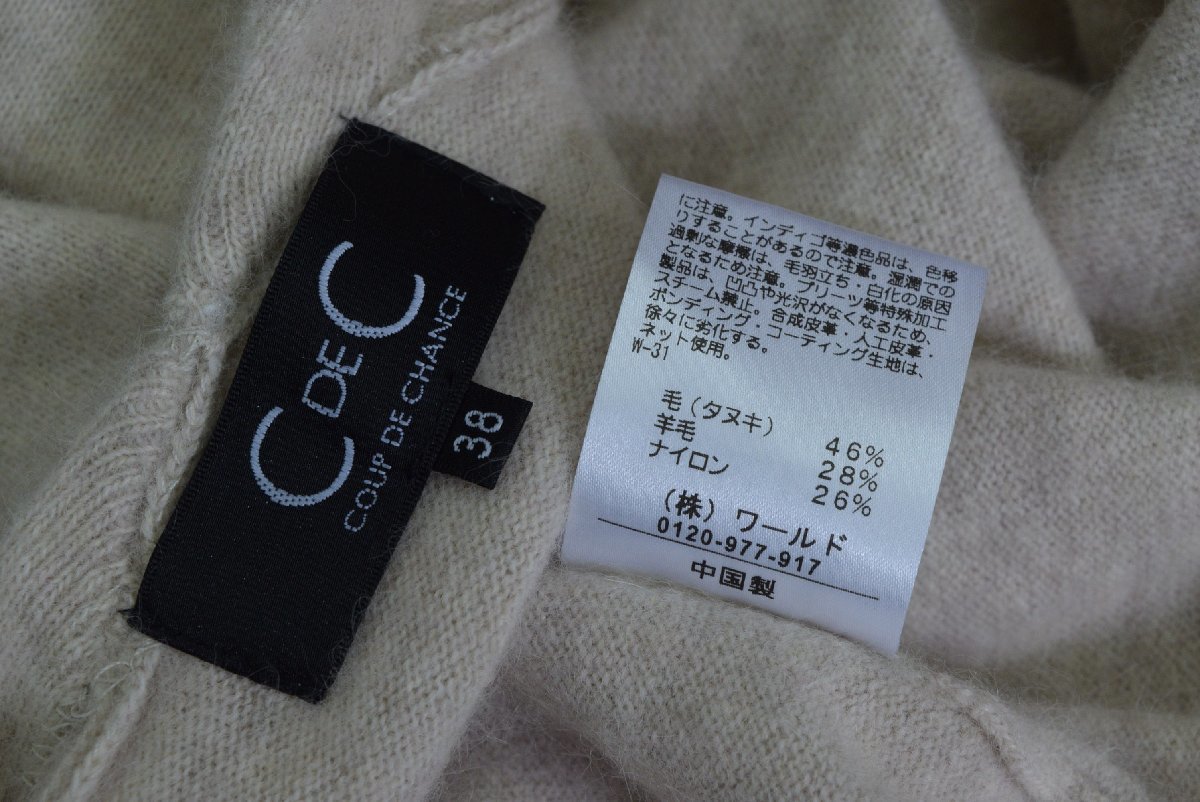 C DE C
COUP DE CHANCE
38
に注意。インディゴ等濃色品は、色移
りすることがあるので注意。湿潤での
過剰な摩擦は、毛羽立ち・白化の原因
となるため注意。プリーツ等特殊加工
製品は、凹凸や光沢がなくなるため、
スチーム禁止。合成皮革・人工皮革・
ボンディング・コーティング生地は、
徐々に劣化する。
ネット使用。
W-31
毛(タヌキ) 46%
羊毛 28%
ナイロン 26%
(株)ワールド
0120-977-917
中国製